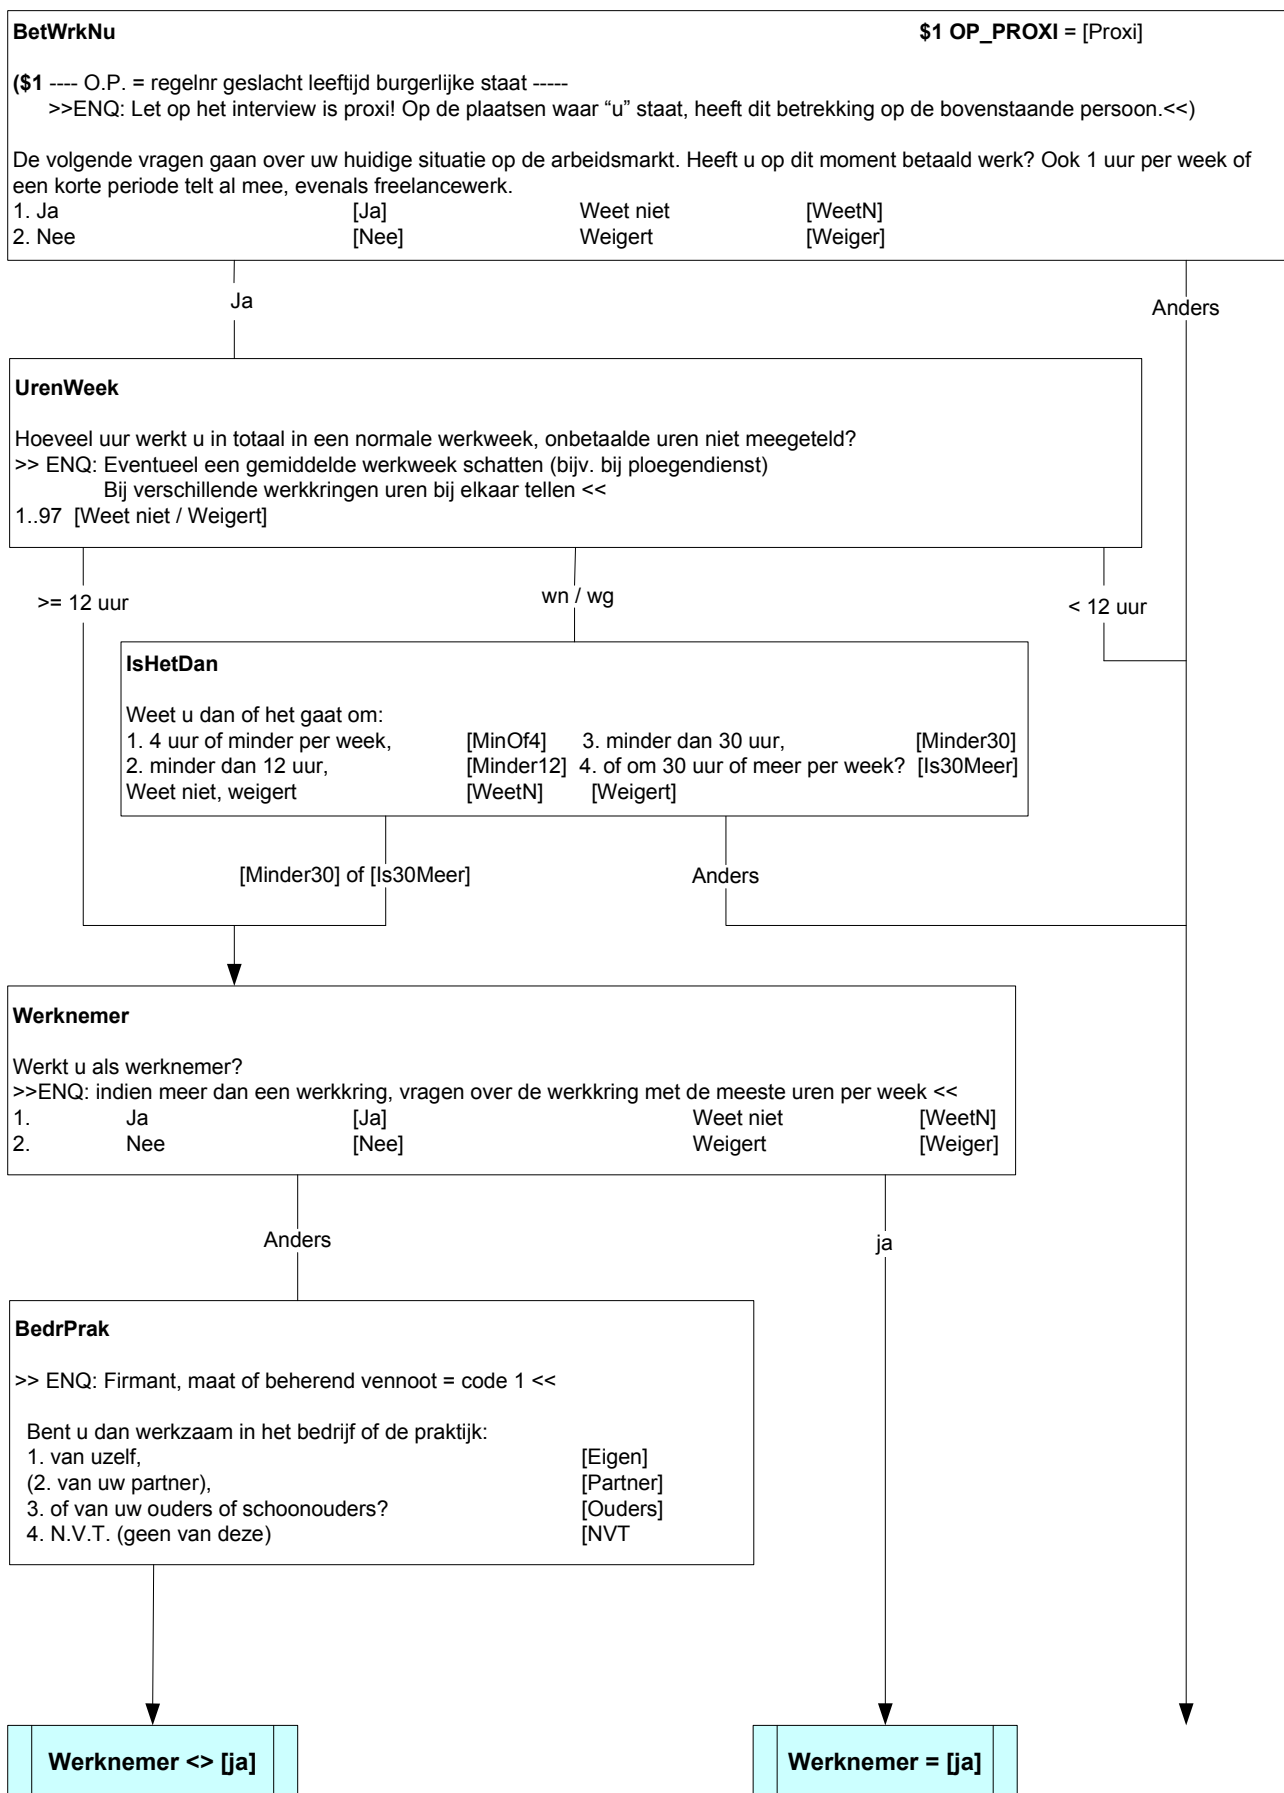 BetWrkNu $1 OP_PROXI = [Proxi]
($1 ---- O.P. = regelnr geslacht leeftijd burgerlijke staat -----
>>ENQ: Let op het interview is proxi! Op de plaatsen waar “u” staat, heeft dit betrekking op de bovenstaande persoon.<<)
De volgende vragen gaan over uw huidige situatie op de arbeidsmarkt. Heeft u op dit moment betaald werk? Ook 1 uur per week of
een korte periode telt al mee, evenals freelancewerk.
1. Ja [Ja] Weet niet [WeetN]
2. Nee [Nee] Weigert [Weiger]
Ja
Anders
UrenWeek
Hoeveel uur werkt u in totaal in een normale werkweek, onbetaalde uren niet meegeteld?
>> ENQ: Eventueel een gemiddelde werkweek schatten (bijv. bij ploegendienst)
Bij verschillende werkkringen uren bij elkaar tellen <<
1..97 [Weet niet / Weigert]
>= 12 uur
wn / wg
< 12 uur
IsHetDan
Weet u dan of het gaat om:
1. 4 uur of minder per week, [MinOf4] 3. minder dan 30 uur, [Minder30]
2. minder dan 12 uur, [Minder12] 4. of om 30 uur of meer per week? [Is30Meer]
Weet niet, weigert [WeetN] [Weigert]
[Minder30] of [Is30Meer]
Anders
Werknemer
Werkt u als werknemer?
>>ENQ: indien meer dan een werkkring, vragen over de werkkring met de meeste uren per week <<
1. Ja [Ja] Weet niet [WeetN]
2. Nee [Nee] Weigert [Weiger]
Anders
ja
BedrPrak
>> ENQ: Firmant, maat of beherend vennoot = code 1 <<
Bent u dan werkzaam in het bedrijf of de praktijk:
1. van uzelf, [Eigen]
(2. van uw partner), [Partner]
3. of van uw ouders of schoonouders? [Ouders]
4. N.V.T. (geen van deze) [NVT
Werknemer <> [ja]
Werknemer = [ja]